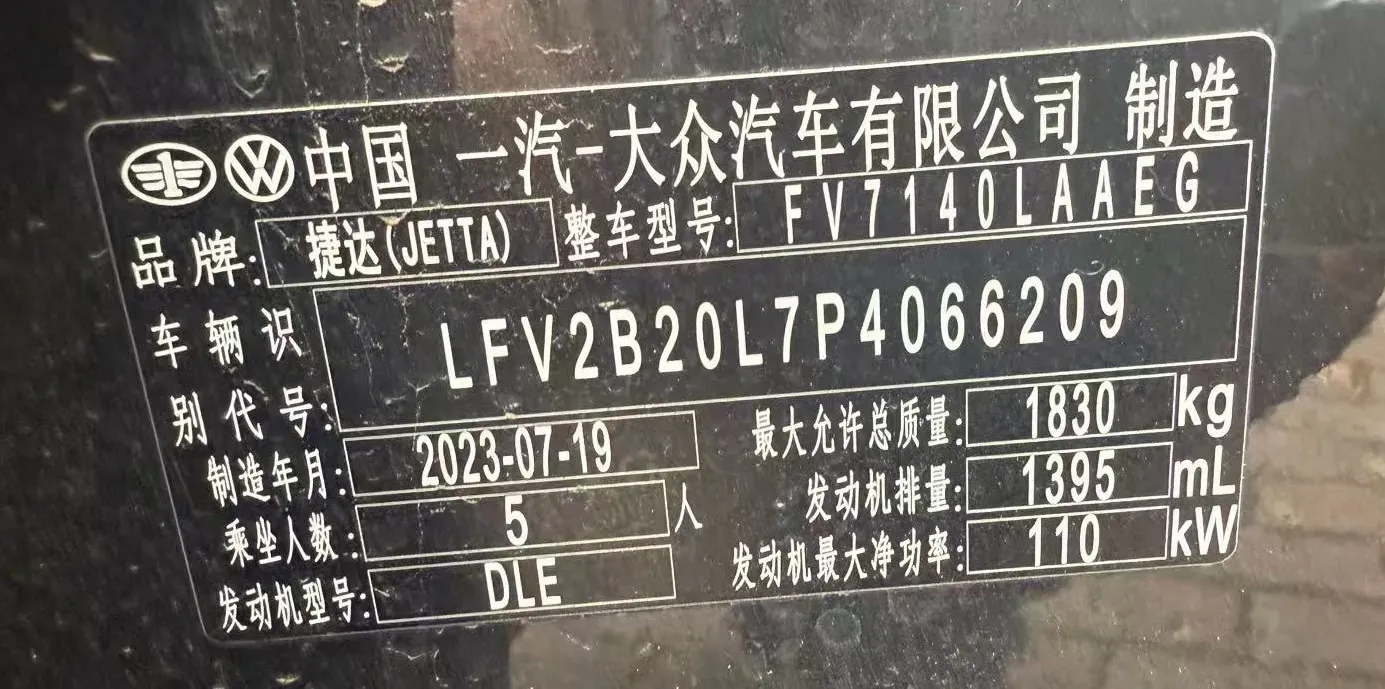 中国 一汽-大众汽车有限公司 制造
品牌: 捷达(JETTA) 整车型号: FV7140LAAEG
车辆识别代号: LFV2B20L7P4066209
制造年月: 2023-07-19 最大允许总质量: 1830 kg
乘坐人数: 5 人 发动机排量: 1395 mL
发动机型号: DLE 发动机最大净功率: 110 kW